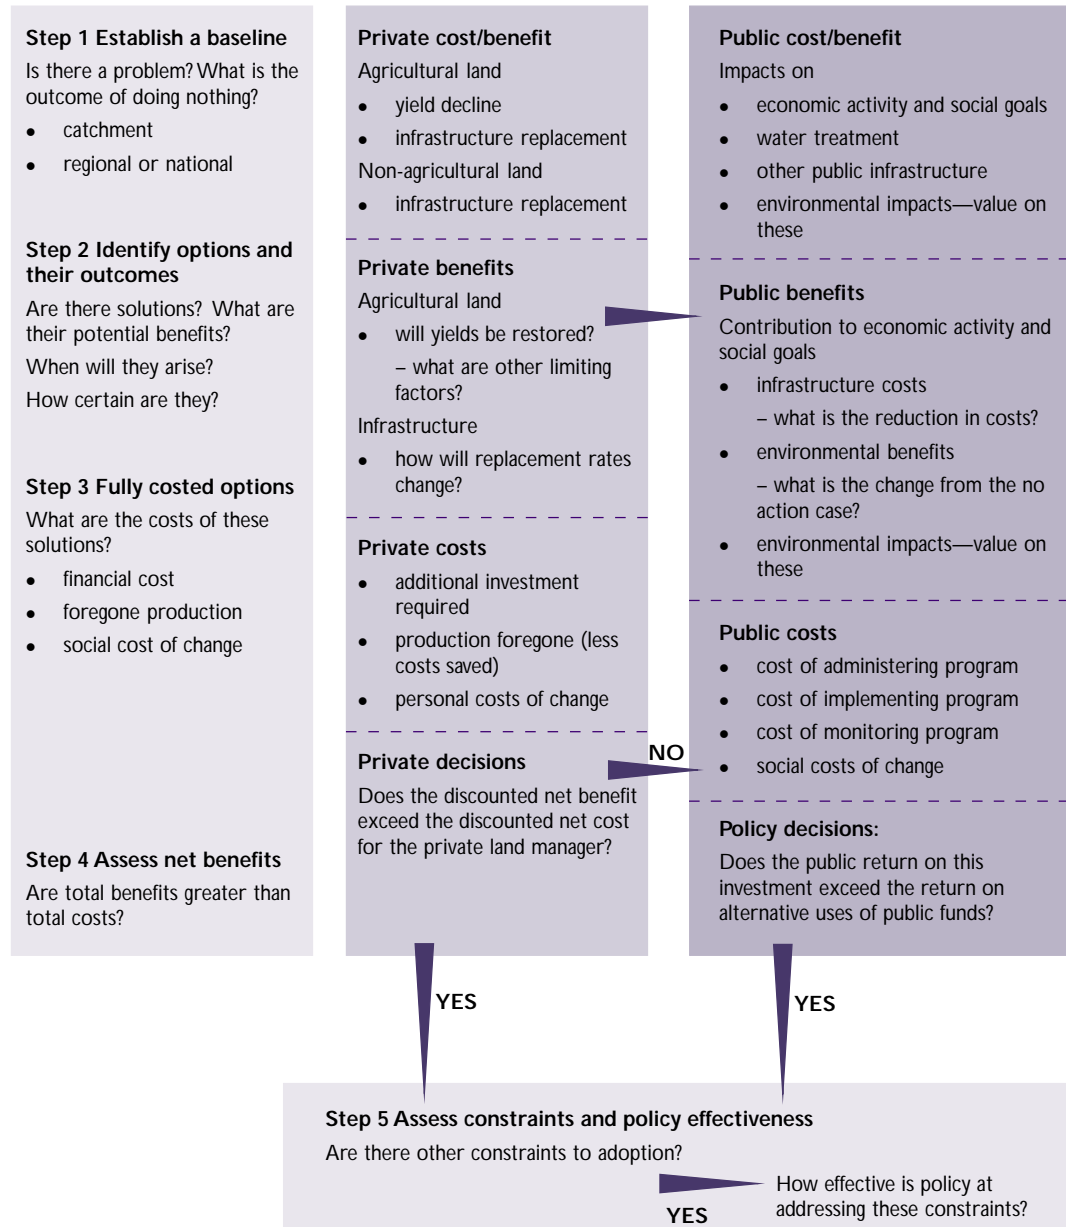 Step 1 Establish a baseline
Is there a problem? What is the
outcome of doing nothing?
• catchment
• regional or national
Step 2 Identify options and
their outcomes
Are there solutions? What are
their potential benefits?
When will they arise?
How certain are they?
Step 3 Fully costed options
What are the costs of these
solutions?
• financial cost
• foregone production
• social cost of change
Step 4 Assess net benefits
Are total benefits greater than
total costs?
Private cost/benefit
Agricultural land
• yield decline
• infrastructure replacement
Non-agricultural land
• infrastructure replacement
Private benefits
Agricultural land
• will yields be restored?
– what are other limiting
factors?
Infrastructure
• how will replacement rates
change?
Private costs
• additional investment
required
• production foregone (less
costs saved)
• personal costs of change
Private decisions
Does the discounted net benefit
exceed the discounted net cost
for the private land manager?
NO
Public cost/benefit
Impacts on
• economic activity and social goals
• water treatment
• other public infrastructure
• environmental impacts—value on
these
Public benefits
Contribution to economic activity and
social goals
• infrastructure costs
– what is the reduction in costs?
• environmental benefits
– what is the change from the no
action case?
• environmental impacts—value on
these
Public costs
• cost of administering program
• cost of implementing program
• cost of monitoring program
• social costs of change
Policy decisions:
Does the public return on this
investment exceed the return on
alternative uses of public funds?
YES
YES
Step 5 Assess constraints and policy effectiveness
Are there other constraints to adoption?
YES
How effective is policy at
addressing these constraints?